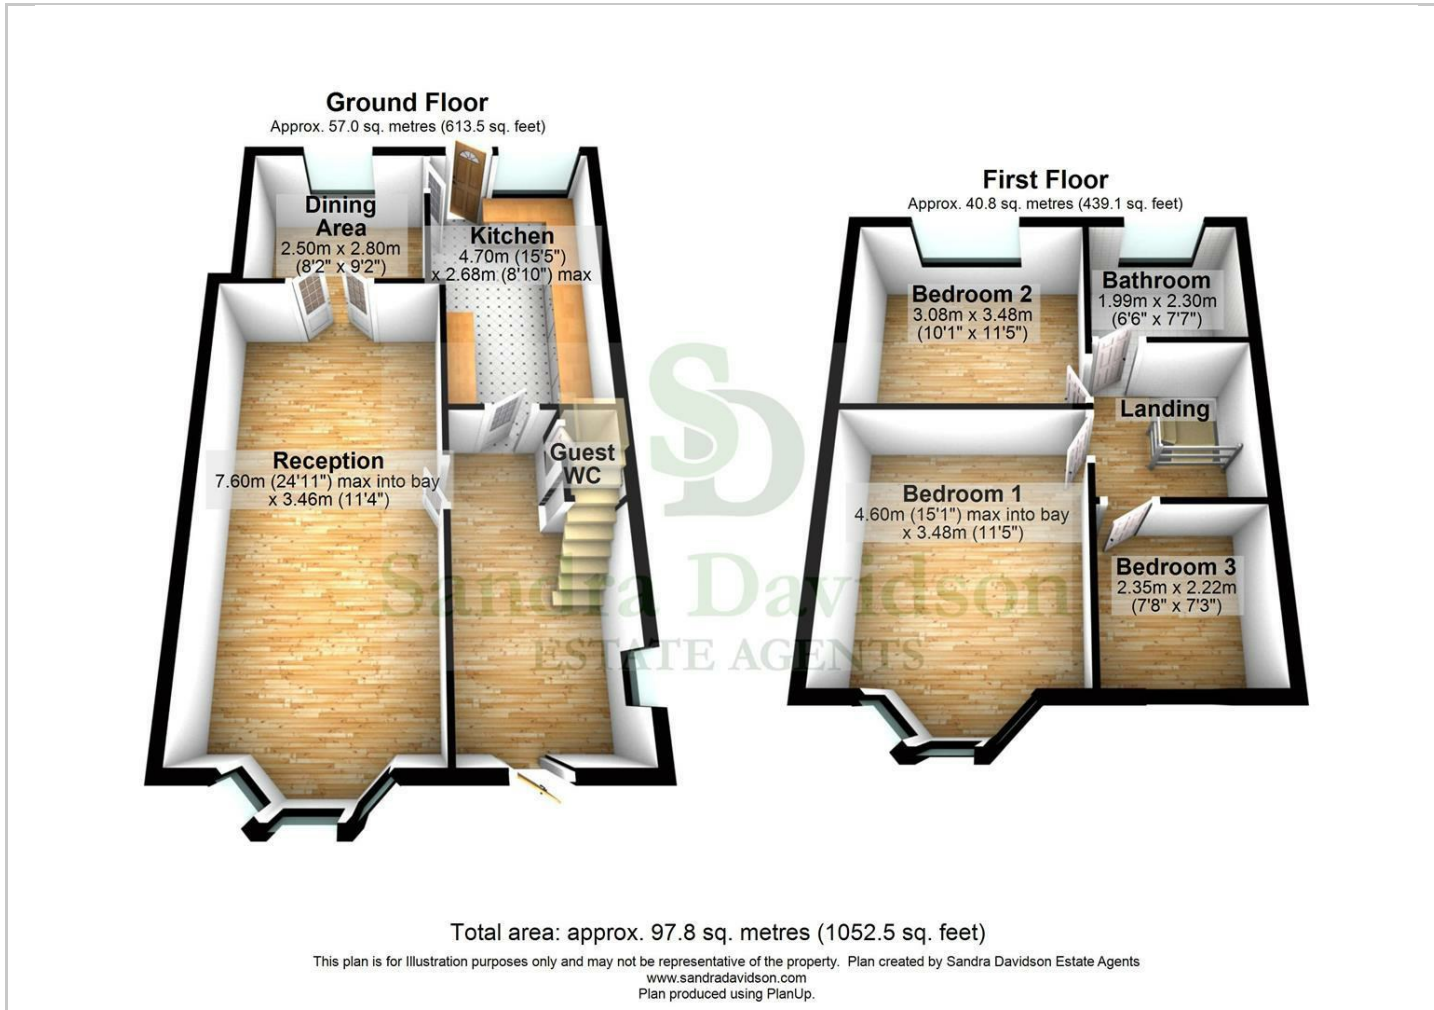 Ground Floor
Approx. 57.0 sq. metres (613.5 sq. feet)
Dining
Area
2.50m x 2.80m
(8'2" x 9'2")
Kitchen
4.70m (15'5")
x 2.68m (8'10") max
Reception
7.60m (24'11") max into bay
x 3.46m (11'4")
Guest
WC
First Floor
Approx. 40.8 sq. metres (439.1 sq. feet)
Bedroom 2
3.08m x 3.48m
(10'1" x 11'5")
Bathroom
1.99m x 2.30m
(6'6" x 7'7")
Landing
Bedroom 1
4.60m (15'1") max into bay
x 3.48m (11'5")
Bedroom 3
2.35m x 2.22m
(7'8" x 7'3")
SD
Sandra Davidson
ESTATE AGENTS
Total area: approx. 97.8 sq. metres (1052.5 sq. feet)
This plan is for Illustration purposes only and may not be representative of the property. Plan created by Sandra Davidson Estate Agents
www.sandradavidson.com
Plan produced using PlanUp.